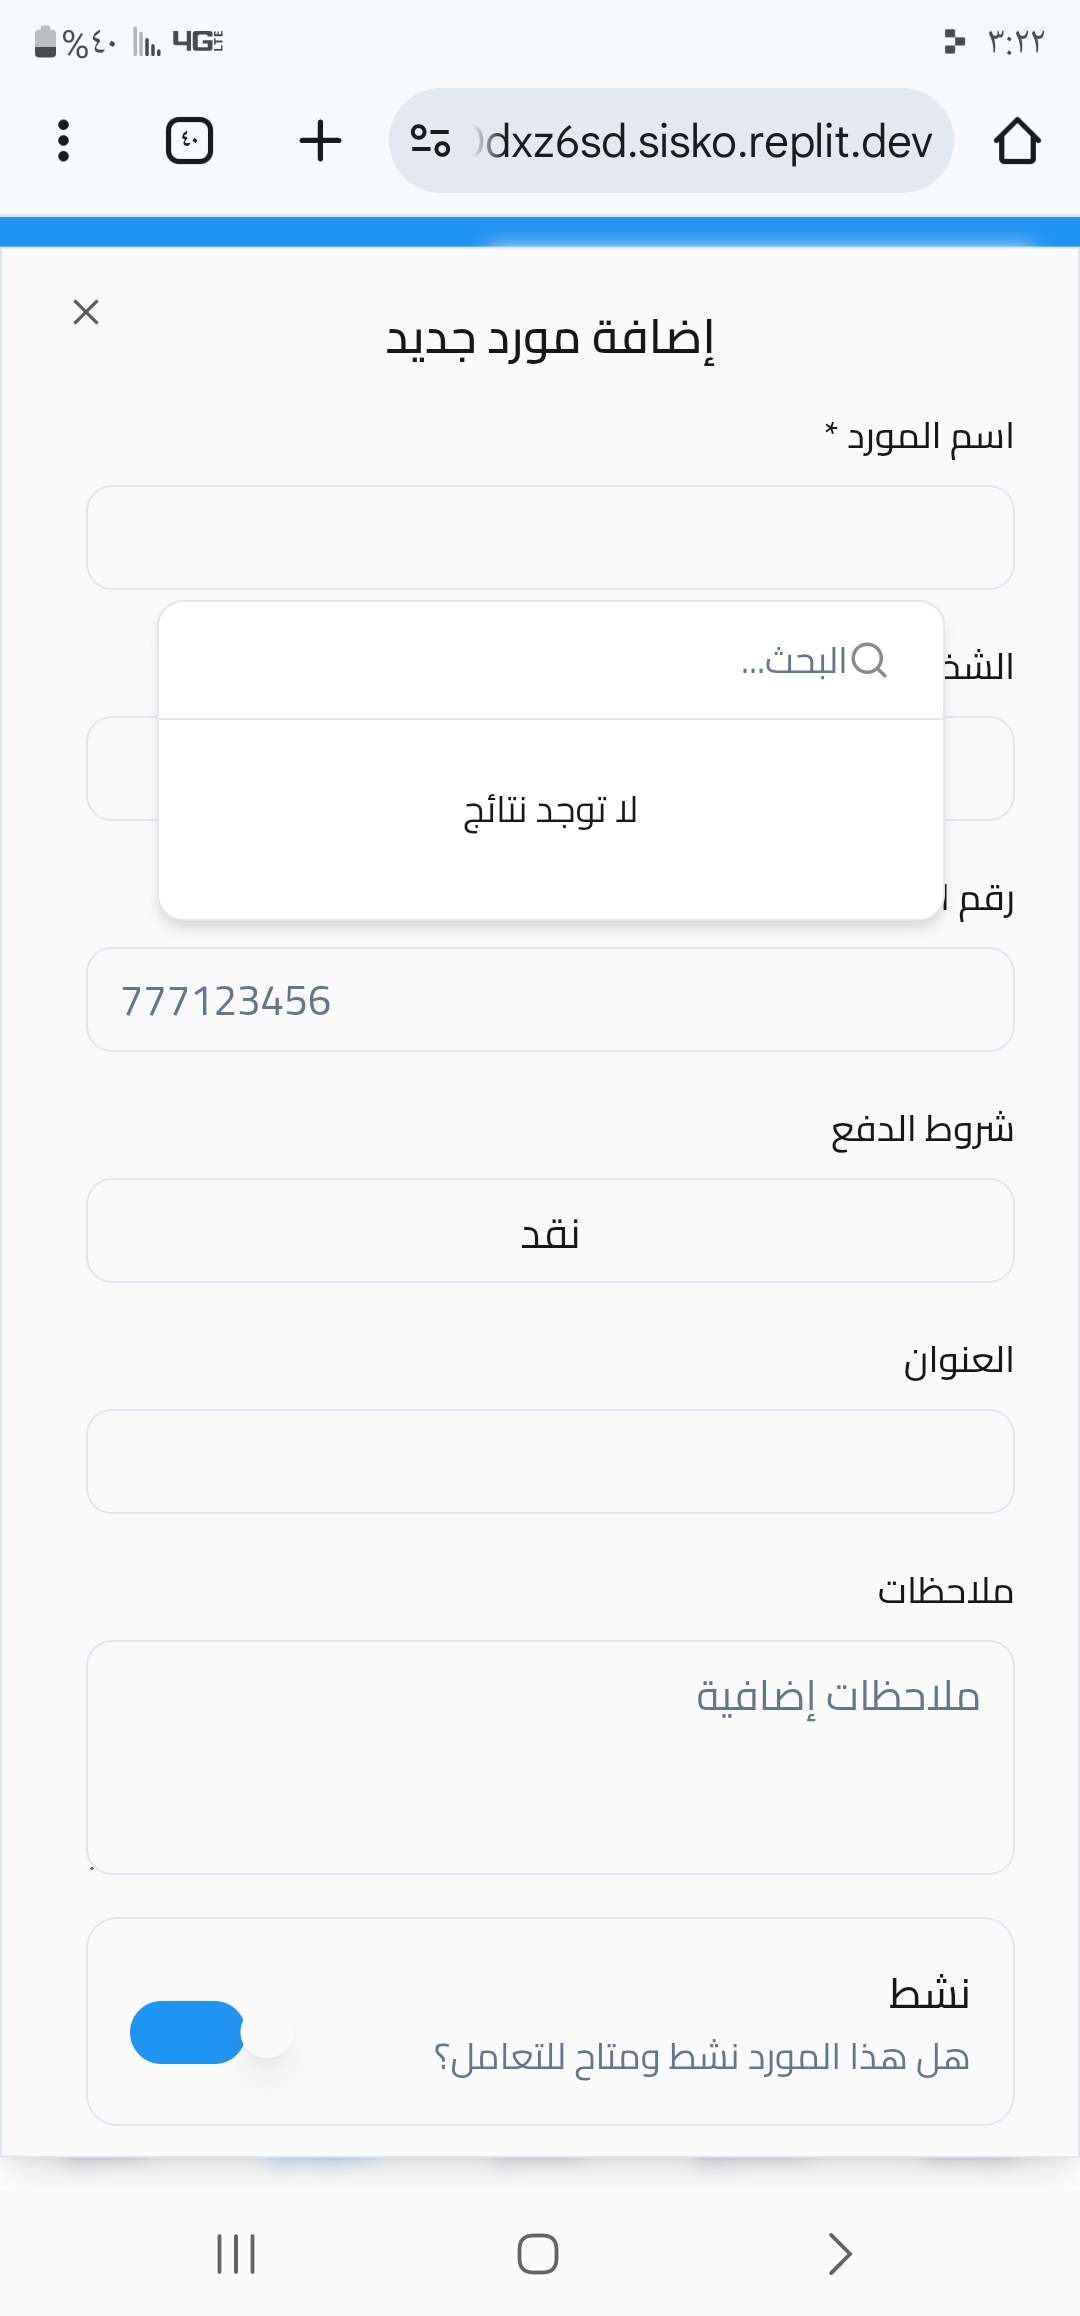 %٤٠ 4G LTE ٣:٢٢
٤٠ dxz6sd.sisko.replit.dev
إضافة مورد جديد
اسم المورد *
البحث...
الشخ
لا توجد نتائج
رقم ا
777123456
شروط الدفع
نقد
العنوان
ملاحظات
ملاحظات إضافية
نشط
هل هذا المورد نشط ومتاح للتعامل؟